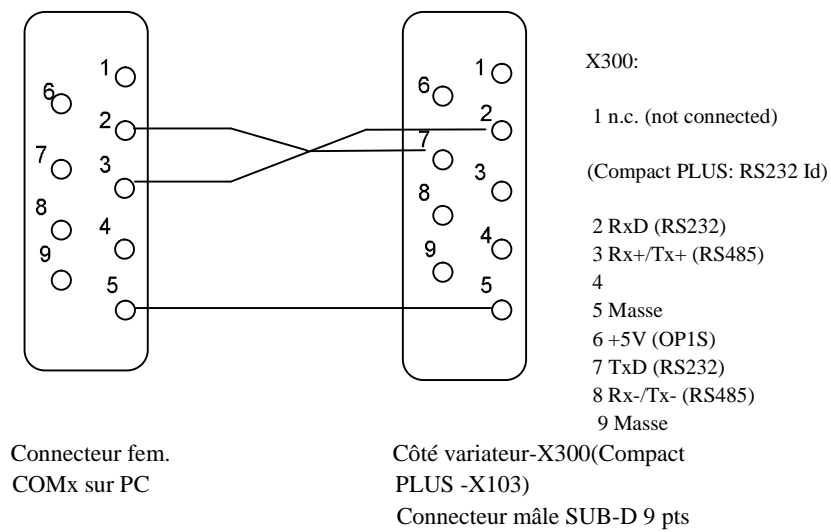 1
6
2
7
3
8
4
9
5
1
6
2
7
3
8
4
9
5
X300:
1 n.c. (not connected)
(Compact PLUS: RS232 Id)
2 RxD (RS232)
3 Rx+/Tx+ (RS485)
4
5 Masse
6 +5V (OP1S)
7 TxD (RS232)
8 Rx-/Tx- (RS485)
9 Masse
Connecteur fem.
COMx sur PC
Côté variateur-X300(Compact
PLUS -X103)
Connecteur mâle SUB-D 9 pts